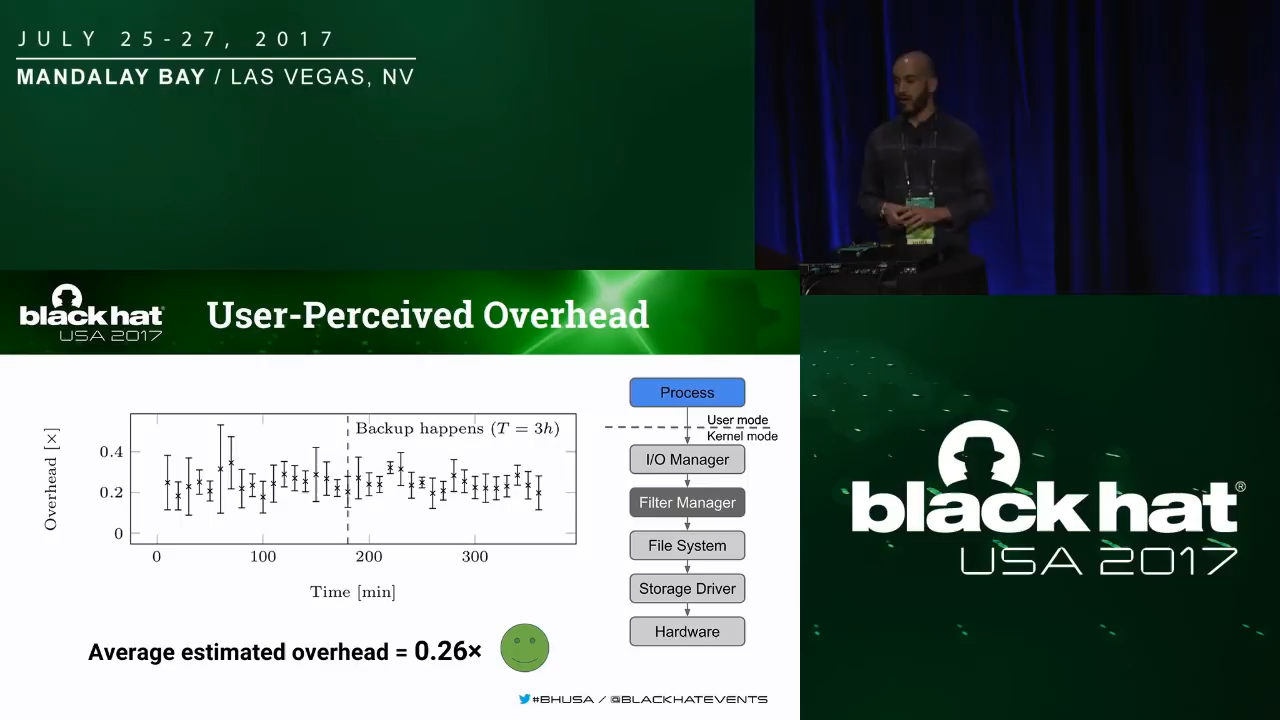 JULY 25-27, 2017
MANDALAY BAY / LAS VEGAS, NV
black hat
USA 2017
User-Perceived Overhead
Overhead [×]
0.4
0.2
0
Backup happens (T = 3h)
0
100
200
300
Time [min]
Process
User mode
Kernel mode
I/O Manager
Filter Manager
File System
Storage Driver
Hardware
Average estimated overhead = 0.26×
#BHUSA / @BLACKHATEVENTS
black hat®
USA 2017